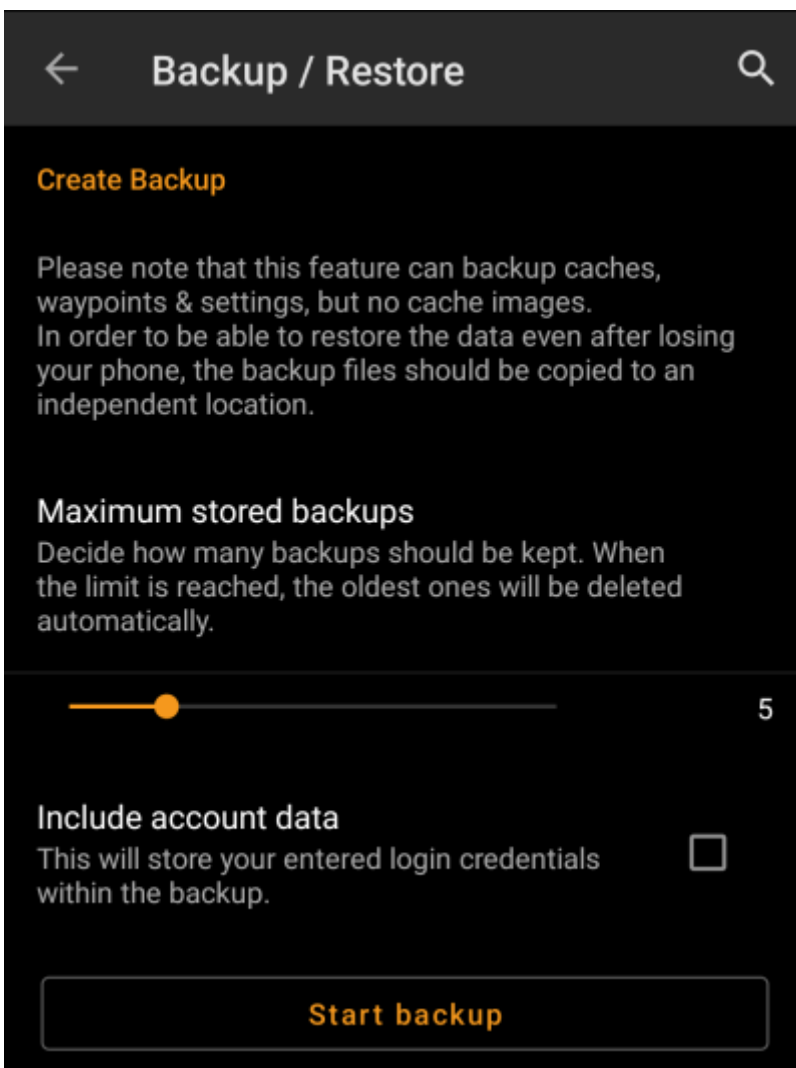 Backup / Restore
Create Backup
Please note that this feature can backup caches,
waypoints & settings, but no cache images.
In order to be able to restore the data even after losing
your phone, the backup files should be copied to an
independent location.
Maximum stored backups
Decide how many backups should be kept. When
the limit is reached, the oldest ones will be deleted
automatically.
5
Include account data
This will store your entered login credentials
within the backup.
Start backup